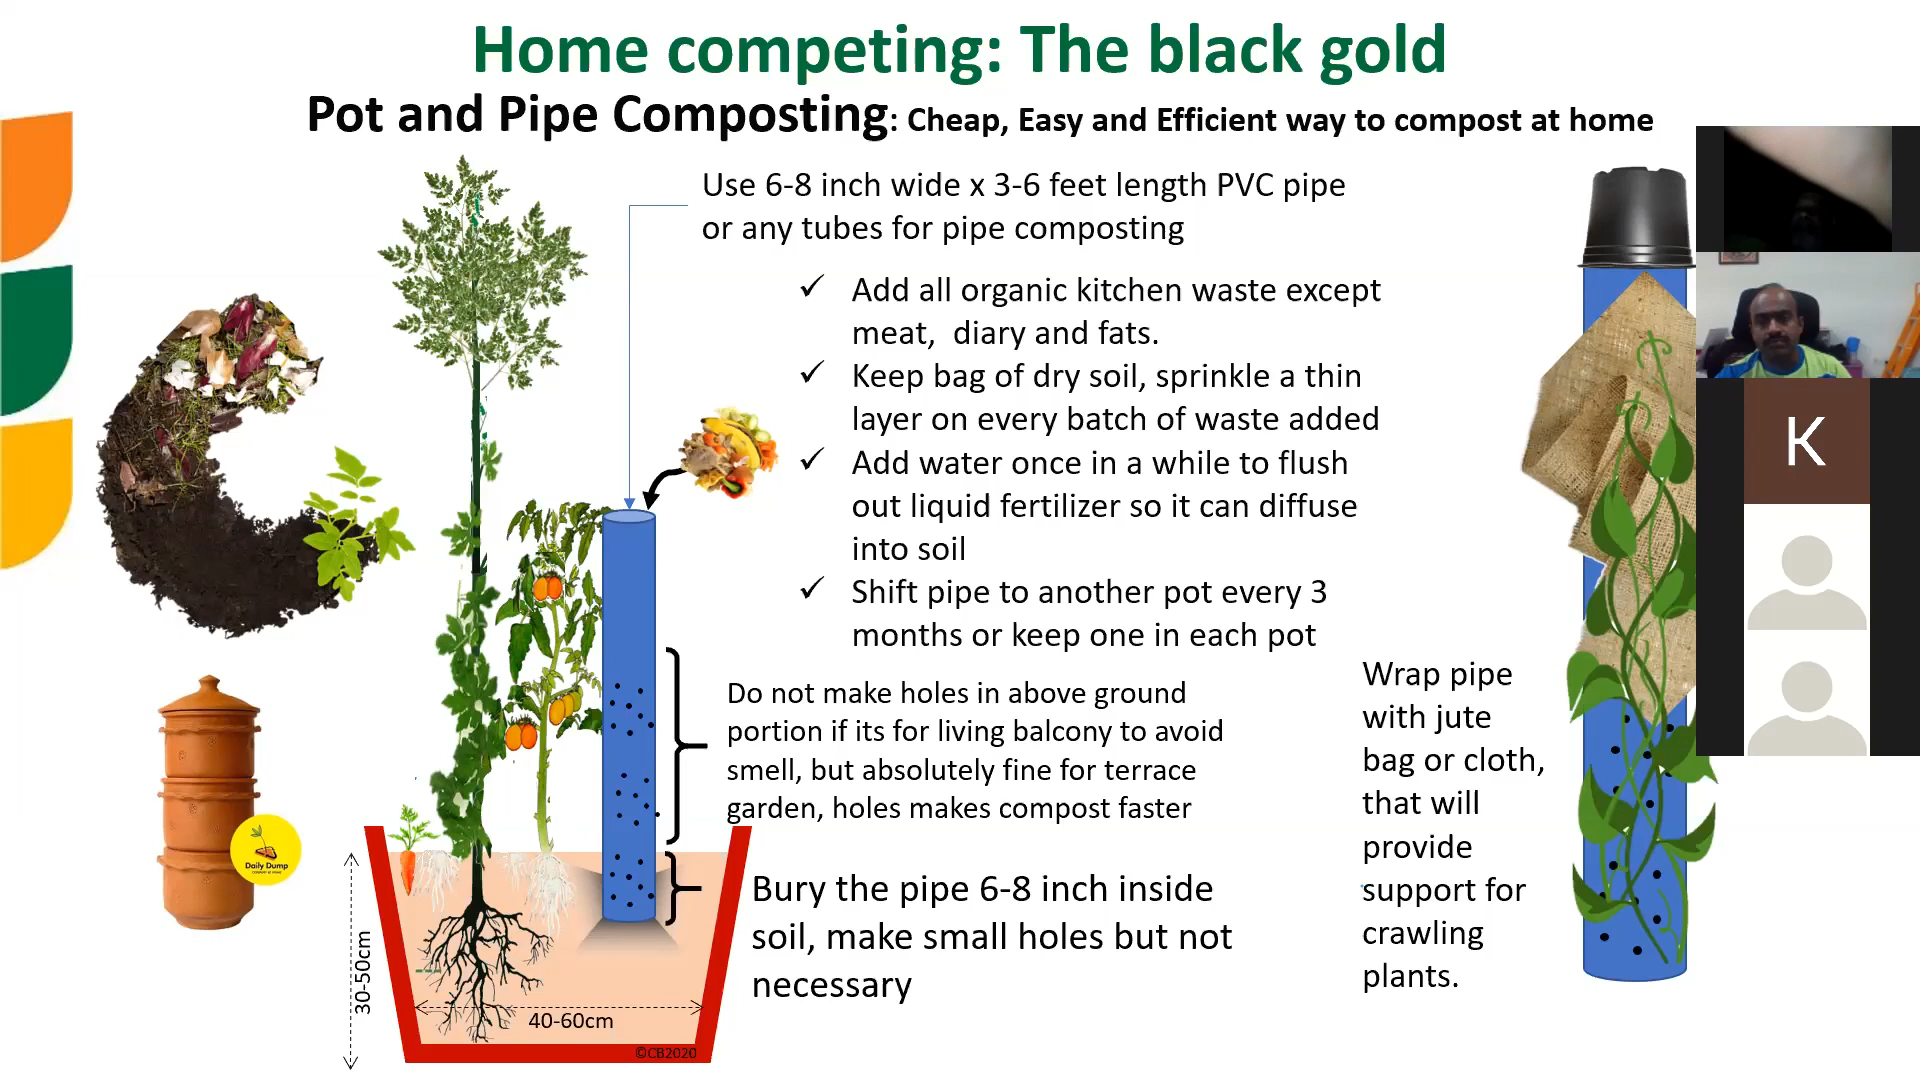 Home competing: The black gold
Pot and Pipe Composting: Cheap, Easy and Efficient way to compost at home
Use 6-8 inch wide x 3-6 feet length PVC pipe
or any tubes for pipe composting
✓ Add all organic kitchen waste except
meat, diary and fats.
✓ Keep bag of dry soil, sprinkle a thin
layer on every batch of waste added
✓ Add water once in a while to flush
out liquid fertilizer so it can diffuse
into soil
✓ Shift pipe to another pot every 3
months or keep one in each pot
Do not make holes in above ground
portion if its for living balcony to avoid
smell, but absolutely fine for terrace
garden, holes makes compost faster
Bury the pipe 6-8 inch inside
soil, make small holes but not
necessary
Wrap pipe
with jute
bag or cloth,
that will
provide
support for
crawling
plants.
Daily Dump
COMPOST AT HOME
30-50cm
40-60cm
©CB2020
K